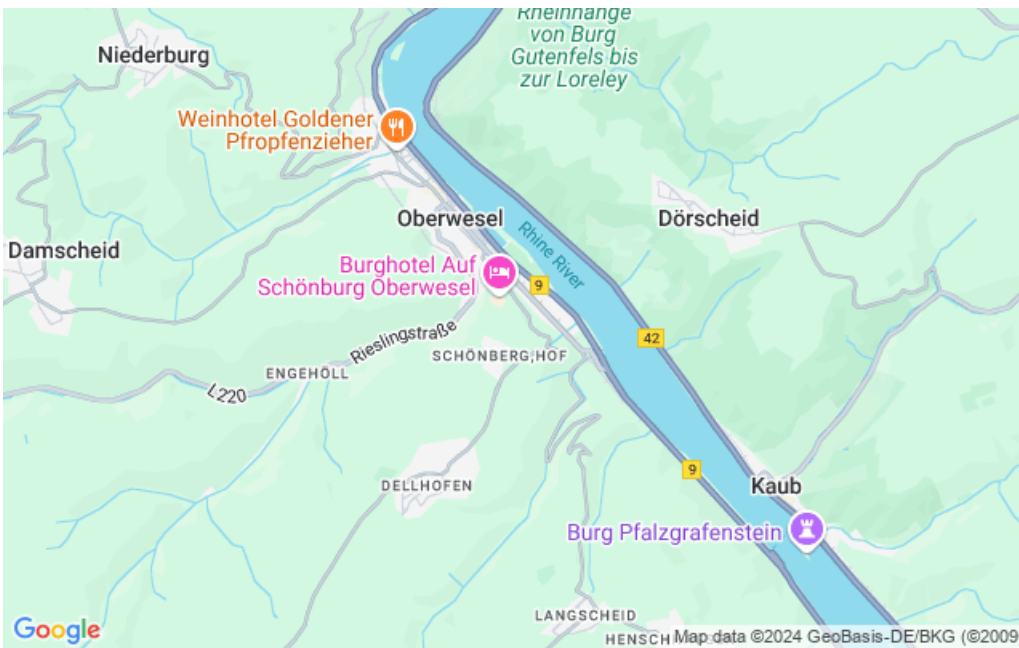 Rheinhänge
von Burg
Gutenfels bis
zur Loreley
Niederburg
Weinhotel Goldener
Pfropfenzieher
Oberwesel
Dörscheid
Damscheid
Rhine River
Burghotel Auf
Schönburg Oberwesel
9
42
Rieslingstraße
SCHÖNBERG,HOF
ENGEHÖLL
L220
9
DELLHOFEN
Kaub
Burg Pfalzgrafenstein
LANGSCHEID
Google
Map data ©2024 GeoBasis-DE/BKG (©2009